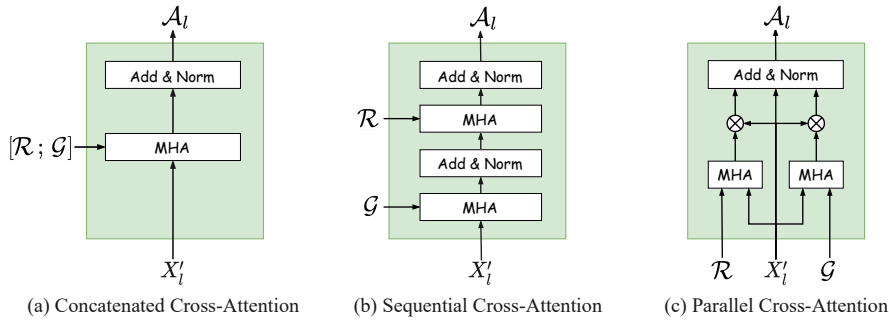 𝒜_l
Add & Norm
MHA
[ℛ ; 𝒢]
X'_l
(a) Concatenated Cross-Attention
𝒜_l
Add & Norm
MHA
ℛ
Add & Norm
MHA
𝒢
X'_l
(b) Sequential Cross-Attention
𝒜_l
Add & Norm
MHA
MHA
ℛ
X'_l
𝒢
(c) Parallel Cross-Attention